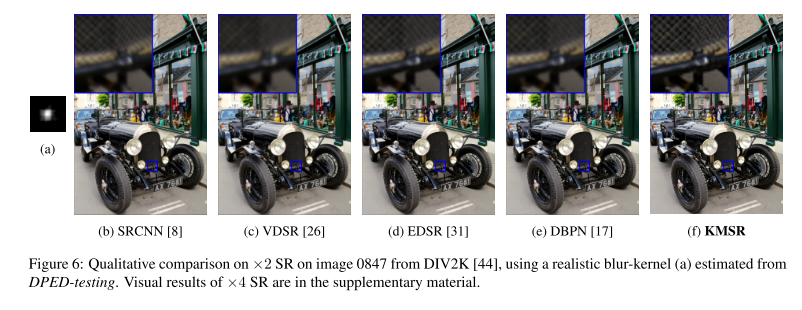 AX 7681
(a)
(b) SRCNN [8]
(c) VDSR [26]
(d) EDSR [31]
(e) DBPN [17]
(f) KMSR
Figure 6: Qualitative comparison on ×2 SR on image 0847 from DIV2K [44], using a realistic blur-kernel (a) estimated from
DPED-testing. Visual results of ×4 SR are in the supplementary material.